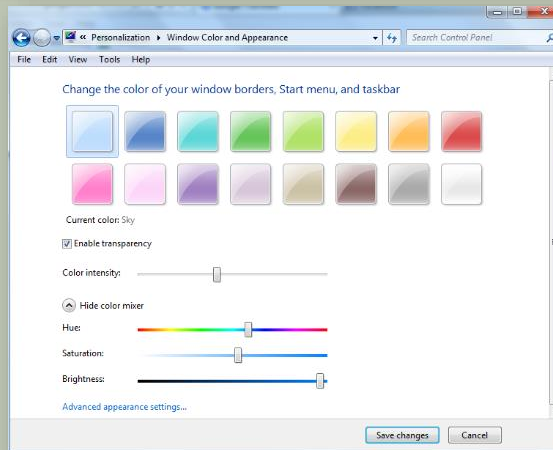 « Personalization ▸ Window Color and Appearance
Search Control Panel
File Edit View Tools Help
Change the color of your window borders, Start menu, and taskbar
Current color: Sky
Enable transparency
Color intensity:
Hide color mixer
Hue:
Saturation:
Brightness:
Advanced appearance settings...
Save changes Cancel